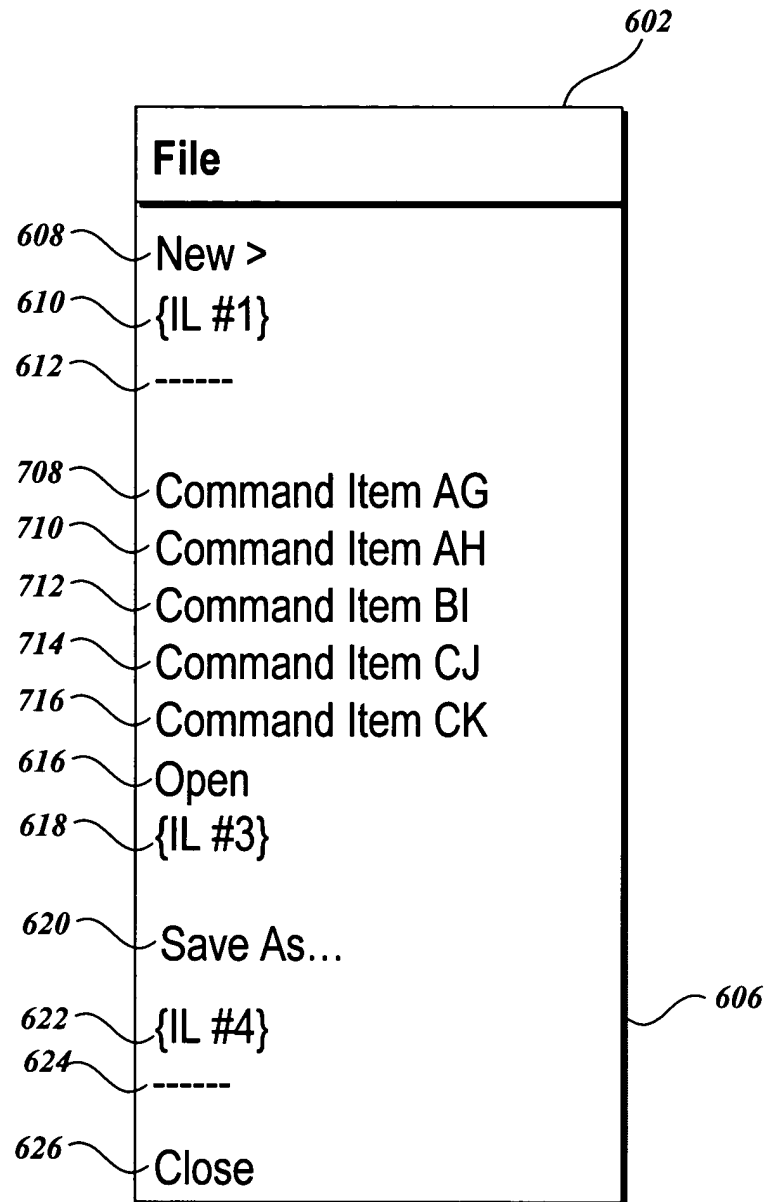 602
File
608 New >
610 {IL #1}
612 ------
708 Command Item AG
710 Command Item AH
712 Command Item BI
714 Command Item CJ
716 Command Item CK
616 Open
618 {IL #3}
620 Save As...
606
622 {IL #4}
624 ------
626 Close